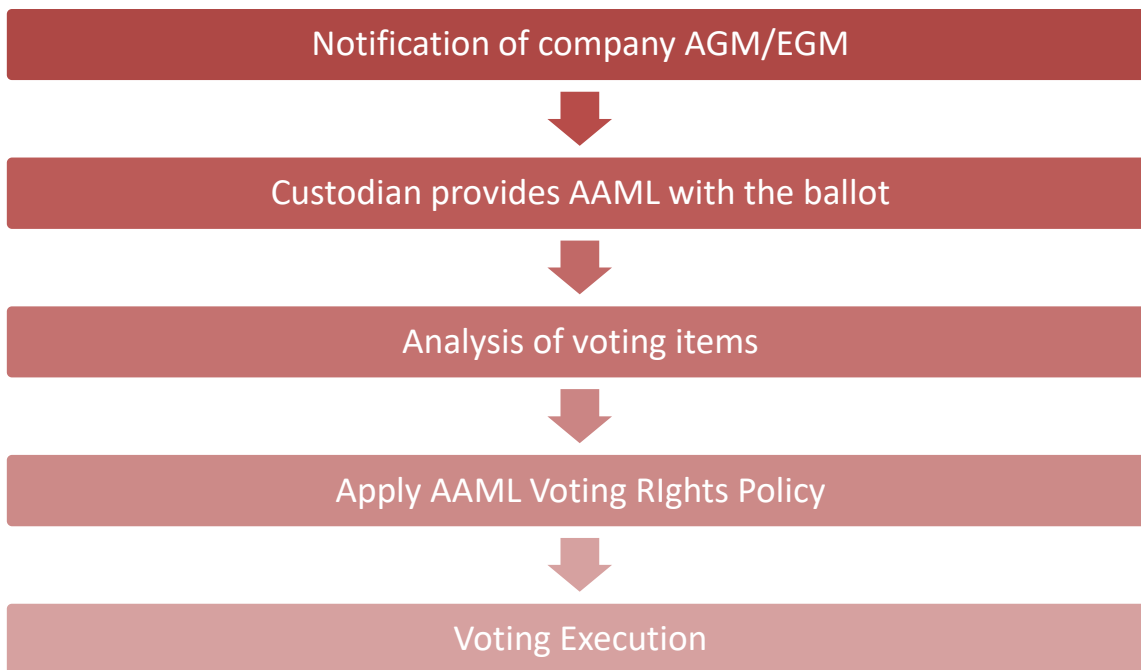 Notification of company AGM/EGM
Custodian provides AAML with the ballot
Analysis of voting items
Apply AAML Voting RIghts Policy
Voting Execution